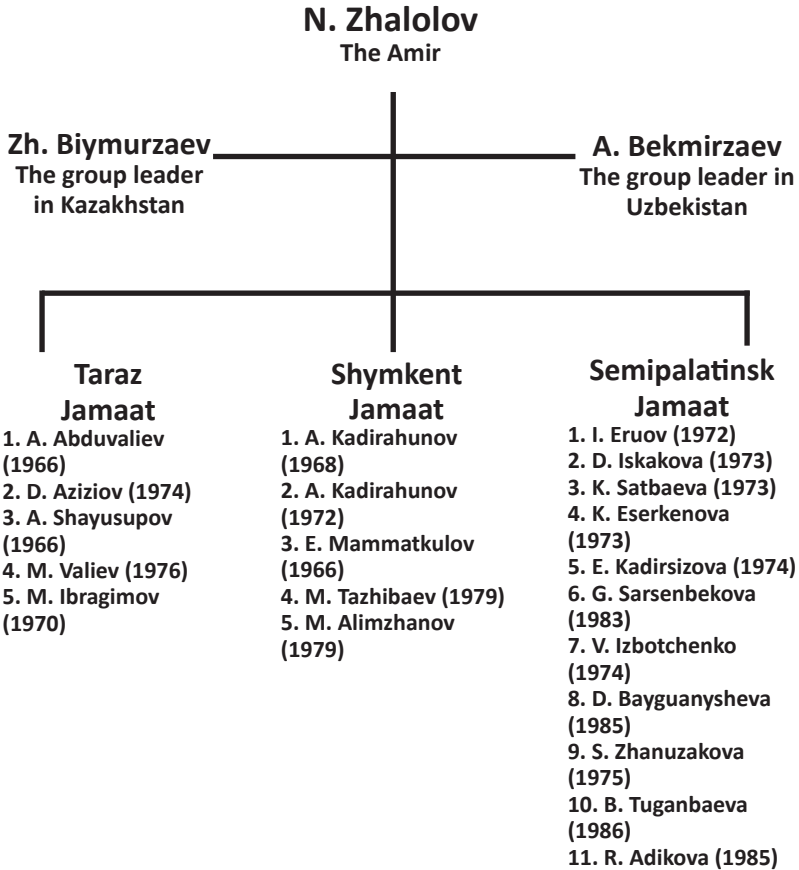 N. Zhalolov
The Amir
Zh. Biymurzaev
The group leader
in Kazakhstan
A. Bekmirzaev
The group leader in
Uzbekistan
Taraz
Jamaat
1. A. Abduvaliev
(1966)
2. D. Aziziov (1974)
3. A. Shayusupov
(1966)
4. M. Valiev (1976)
5. M. Ibragimov
(1970)
Shymkent
Jamaat
1. A. Kadirahunov
(1968)
2. A. Kadirahunov
(1972)
3. E. Mammatkulov
(1966)
4. M. Tazhibaev (1979)
5. M. Alimzhanov
(1979)
Semipalatinsk
Jamaat
1. I. Eruov (1972)
2. D. Iskakova (1973)
3. K. Satbaeva (1973)
4. K. Eserkenova
(1973)
5. E. Kadirsizova (1974)
6. G. Sarsenbekova
(1983)
7. V. Izbotchenko
(1974)
8. D. Bayguanysheva
(1985)
9. S. Zhanuzakova
(1975)
10. B. Tuganbaeva
(1986)
11. R. Adikova (1985)